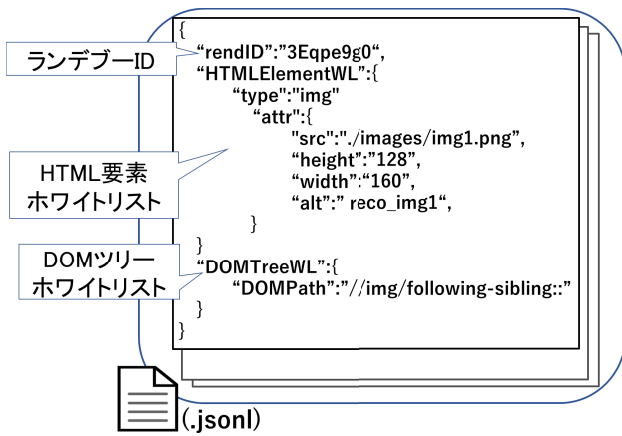 {
ランデブーID
“rendID”:”3Eqpe9g0“,
“HTMLElementWL”:{
“type”:"img"
“attr”:{
"src":"./images/img1.png”,
“height”:”128”,
“width”:“160”,
“alt”:” reco_img1“,
}
}
HTML要素
ホワイトリスト
“DOMTreeWL”:{
“DOMPath”:”//img/following-sibling::”
}
}
DOMツリー
ホワイトリスト
(.jsonl)